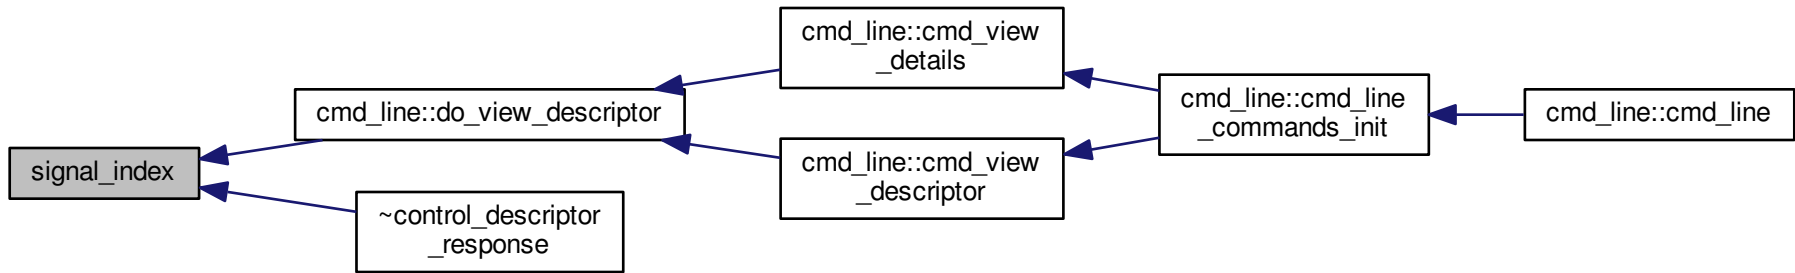 signal_index
cmd_line::do_view_descriptor
~control_descriptor
_response
cmd_line::cmd_view
_details
cmd_line::cmd_view
_descriptor
cmd_line::cmd_line
_commands_init
cmd_line::cmd_line